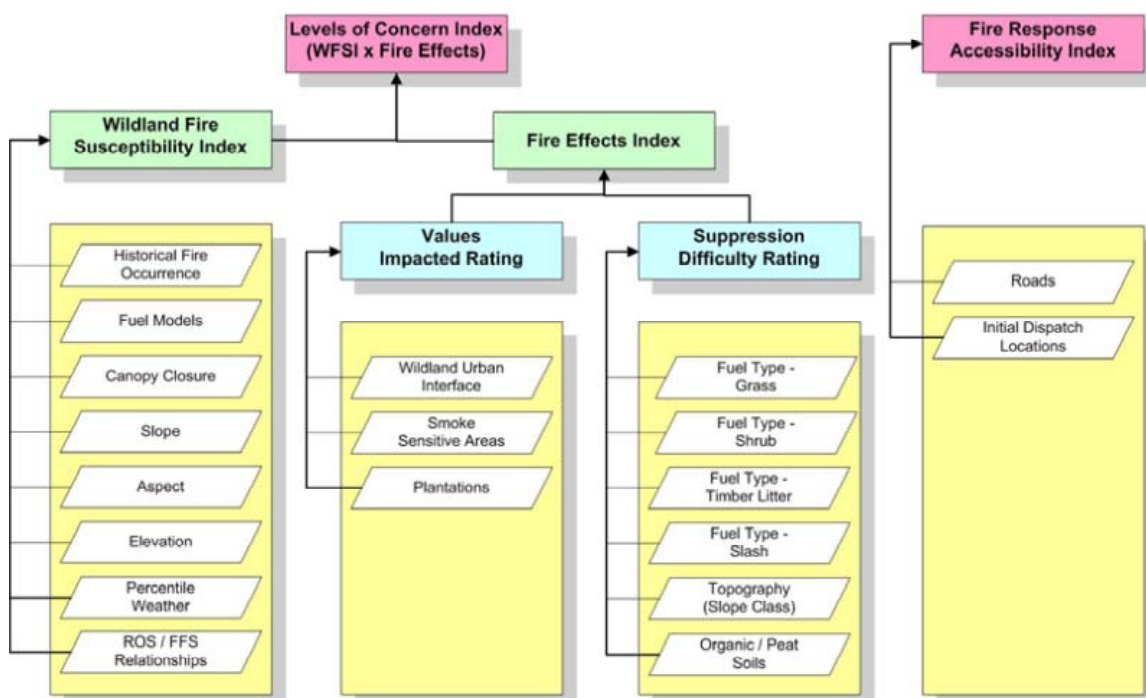 Levels of Concern Index
(WFSI x Fire Effects)
Fire Response
Accessibility Index
Wildland Fire
Susceptibility Index
Fire Effects Index
Values
Impacted Rating
Suppression
Difficulty Rating
Historical Fire
Occurrence
Fuel Models
Canopy Closure
Slope
Aspect
Elevation
Percentile
Weather
ROS / FFS
Relationships
Wildland Urban
Interface
Smoke
Sensitive Areas
Plantations
Fuel Type -
Grass
Fuel Type -
Shrub
Fuel Type -
Timber Litter
Fuel Type -
Slash
Topography
(Slope Class)
Organic / Peat
Soils
Roads
Initial Dispatch
Locations